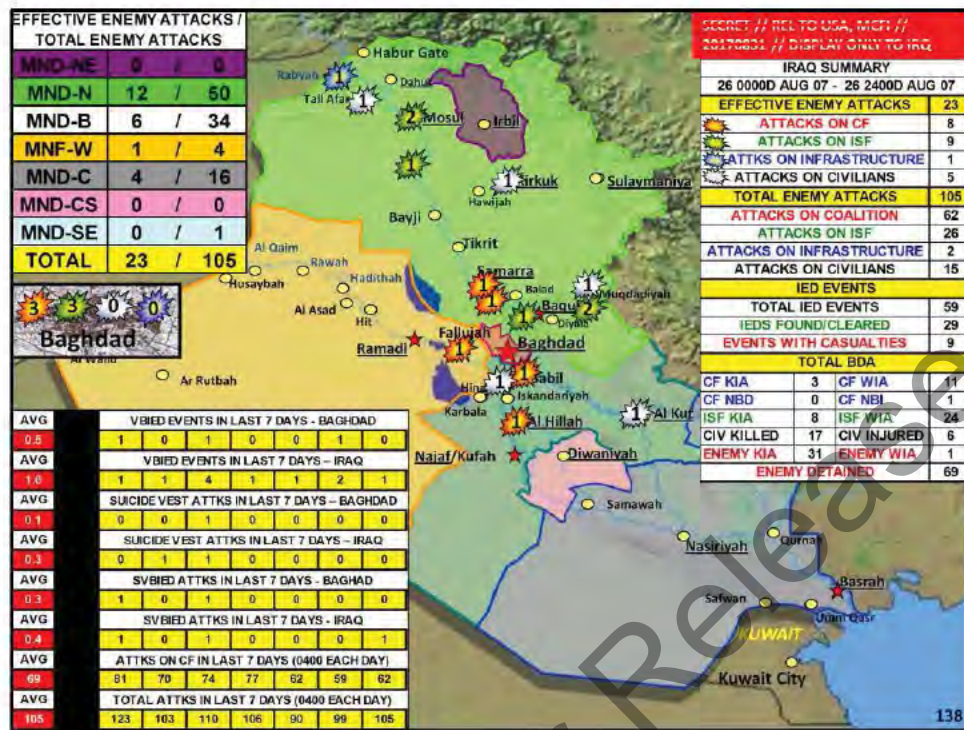 EFFECTIVE ENEMY ATTACKS /
TOTAL ENEMY ATTACKS
MND-NE 0 / 0
MND-N 12 / 50
MND-B 6 / 34
MNF-W 1 / 4
MND-C 4 / 16
MND-CS 0 / 0
MND-SE 0 / 1
TOTAL 23 / 105
3 3 0 0
Baghdad
SECRET // REL TO USA, MCFI //
20170831 // DISPLAY ONLY TO IRQ
IRAQ SUMMARY
26 0000D AUG 07 - 26 2400D AUG 07
EFFECTIVE ENEMY ATTACKS 23
ATTACKS ON CF 8
ATTACKS ON ISF 9
ATTKS ON INFRASTRUCTURE 1
ATTACKS ON CIVILIANS 5
TOTAL ENEMY ATTACKS 105
ATTACKS ON COALITION 62
ATTACKS ON ISF 26
ATTACKS ON INFRASTRUCTURE 2
ATTACKS ON CIVILIANS 15
IED EVENTS
TOTAL IED EVENTS 59
IEDS FOUND/CLEARED 29
EVENTS WITH CASUALTIES 9
TOTAL BDA
CF KIA 3 CF WIA 11
CF NBD 0 CF NBI 1
ISF KIA 8 ISF WIA 24
CIV KILLED 17 CIV INJURED 6
ENEMY KIA 31 ENEMY WIA 1
ENEMY DETAINED 69
Habur Gate
Rabyah 1
Dahuk
Tall Afar 1
2 Mosul
Irbil
1
1 Kirkuk
Sulaymaniya
Hawijah
Bayji
Tikrit
Al Qaim
Rawah
Husaybah
Hadithah
Samarra
1
1
Balad
1
Muqdadiyah
2
Al Asad
Hit
1
Fallujah
1
Ramadi
Baghdad
1
Ar Rutbah
1
Iskandariyah
Karbala
1 Al Hillah
1 Al Kut
Najaf/Kufah
Diwaniyah
Samawah
Nasiriyah
Qurnah
Basrah
Safwan
Umm Qasr
KUWAIT
Kuwait City
AVG VBIED EVENTS IN LAST 7 DAYS - BAGHDAD
0.5 1 0 1 0 0 1 0
AVG VBIED EVENTS IN LAST 7 DAYS – IRAQ
1.6 1 1 4 1 1 2 1
AVG SUICIDE VEST ATTKS IN LAST 7 DAYS – BAGHDAD
0.1 0 0 1 0 0 0 0
AVG SUICIDE VEST ATTKS IN LAST 7 DAYS – IRAQ
0.3 0 1 1 0 0 0 0
AVG SVBIED ATTKS IN LAST 7 DAYS - BAGHAD
0.3 1 0 1 0 0 0 0
AVG SVBIED ATTKS IN LAST 7 DAYS - IRAQ
0.4 1 0 1 0 0 0 1
AVG ATTKS ON CF IN LAST 7 DAYS (0400 EACH DAY)
69 81 70 74 77 62 59 62
AVG TOTAL ATTKS IN LAST 7 DAYS (0400 EACH DAY)
105 123 103 110 106 90 99 105
138
Release